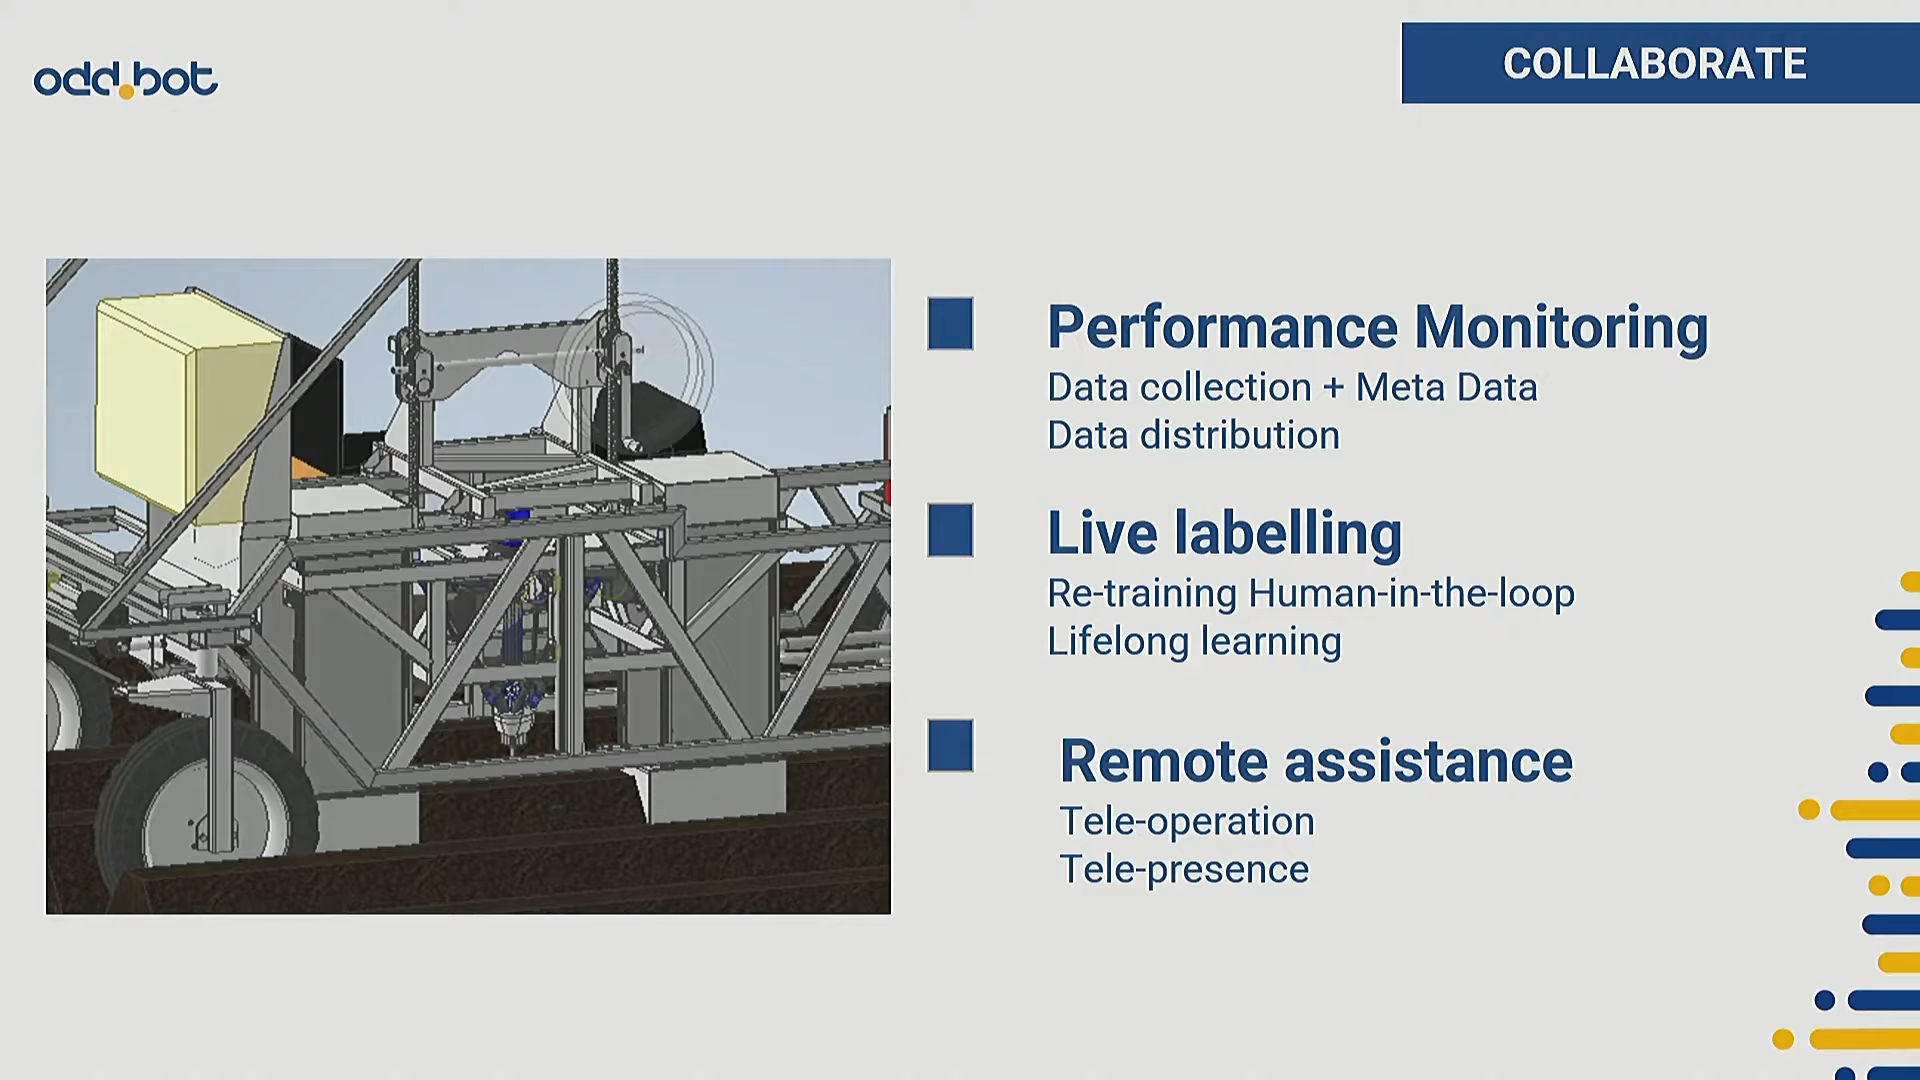 odd.bot
COLLABORATE
Performance Monitoring
Data collection + Meta Data
Data distribution
Live labelling
Re-training Human-in-the-loop
Lifelong learning
Remote assistance
Tele-operation
Tele-presence